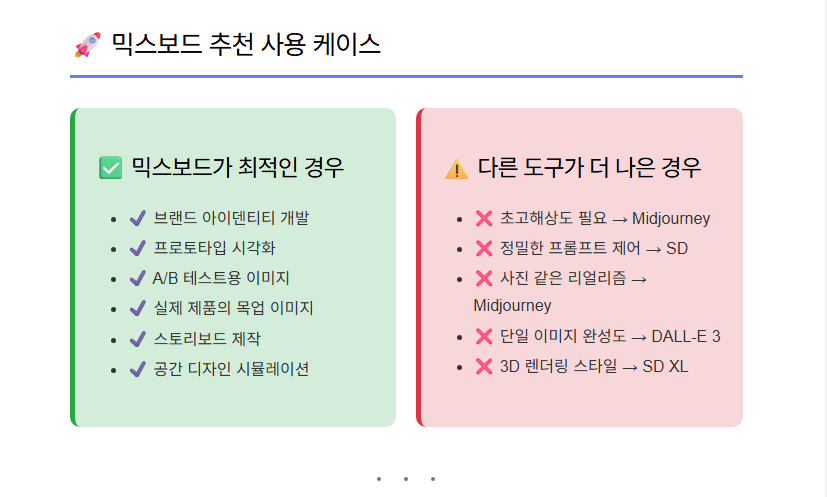 🚀 믹스보드 추천 사용 케이스
✅ 믹스보드가 최적인 경우
• ✔ 브랜드 아이덴티티 개발
• ✔ 프로토타입 시각화
• ✔ A/B 테스트용 이미지
• ✔ 실제 제품의 목업 이미지
• ✔ 스토리보드 제작
• ✔ 공간 디자인 시뮬레이션
⚠️ 다른 도구가 더 나은 경우
• ❌ 초고해상도 필요 → Midjourney
• ❌ 정밀한 프롬프트 제어 → SD
• ❌ 사진 같은 리얼리즘 →
Midjourney
• ❌ 단일 이미지 완성도 → DALL-E 3
• ❌ 3D 렌더링 스타일 → SD XL
• • •